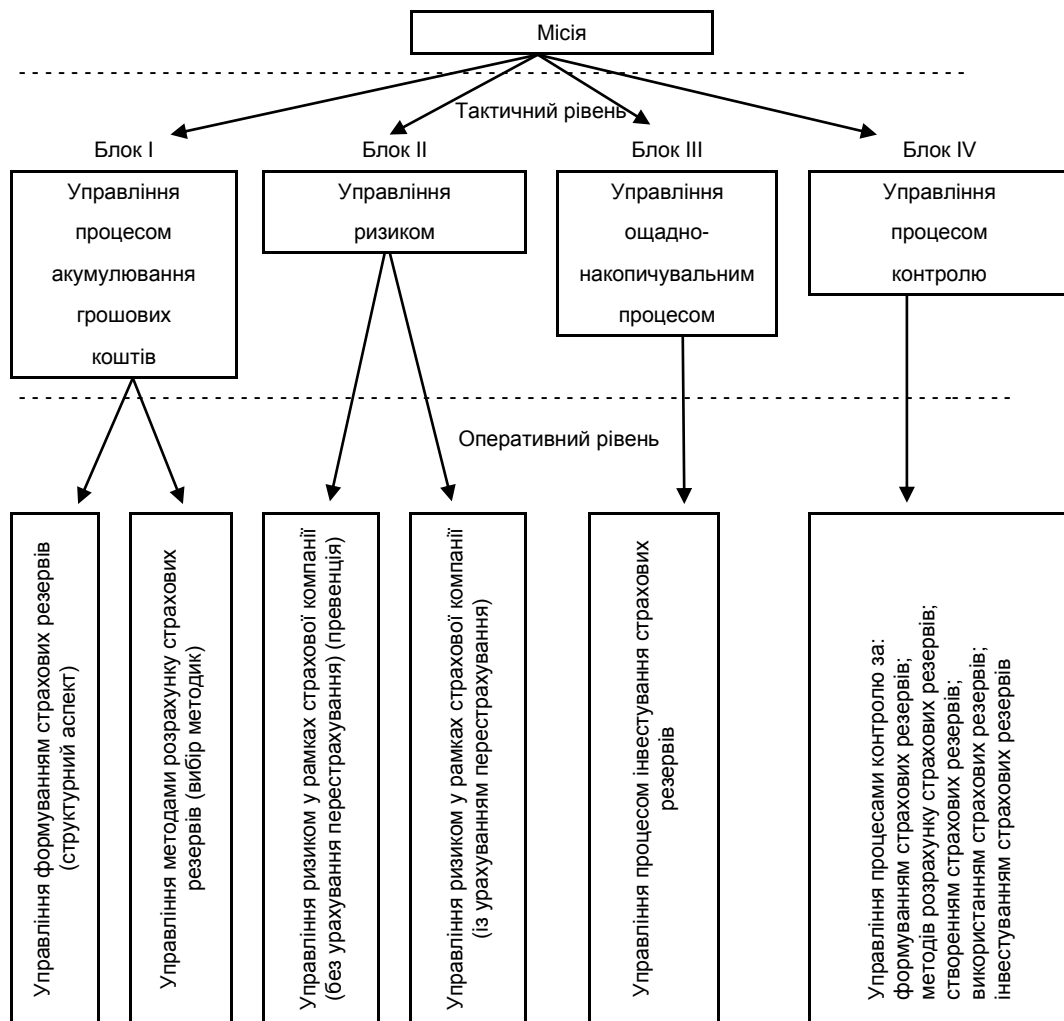 Місія
Тактичний рівень
Блок I
Блок II
Блок III
Блок IV
Управління
процесом
акумулювання
грошових
коштів
Управління
ризиком
Управління
ощадно-
накопичувальним
процесом
Управління
процесом
контролю
Оперативний рівень
Управління формуванням страхових резервів
(структурний аспект)
Управління методами розрахунку страхових
резервів (вибір методик)
Управління ризиком у рамках страхової компанії
(без урахування перестрахування) (превенція)
Управління ризиком у рамках страхової компанії
(із урахуванням перестрахування)
Управління процесом інвестування страхових
резервів
Управління процесами контролю за:
формуванням страхових резервів;
методів розрахунку страхових резервів;
створенням страхових резервів;
використанням страхових резервів;
інвестуванням страхових резервів